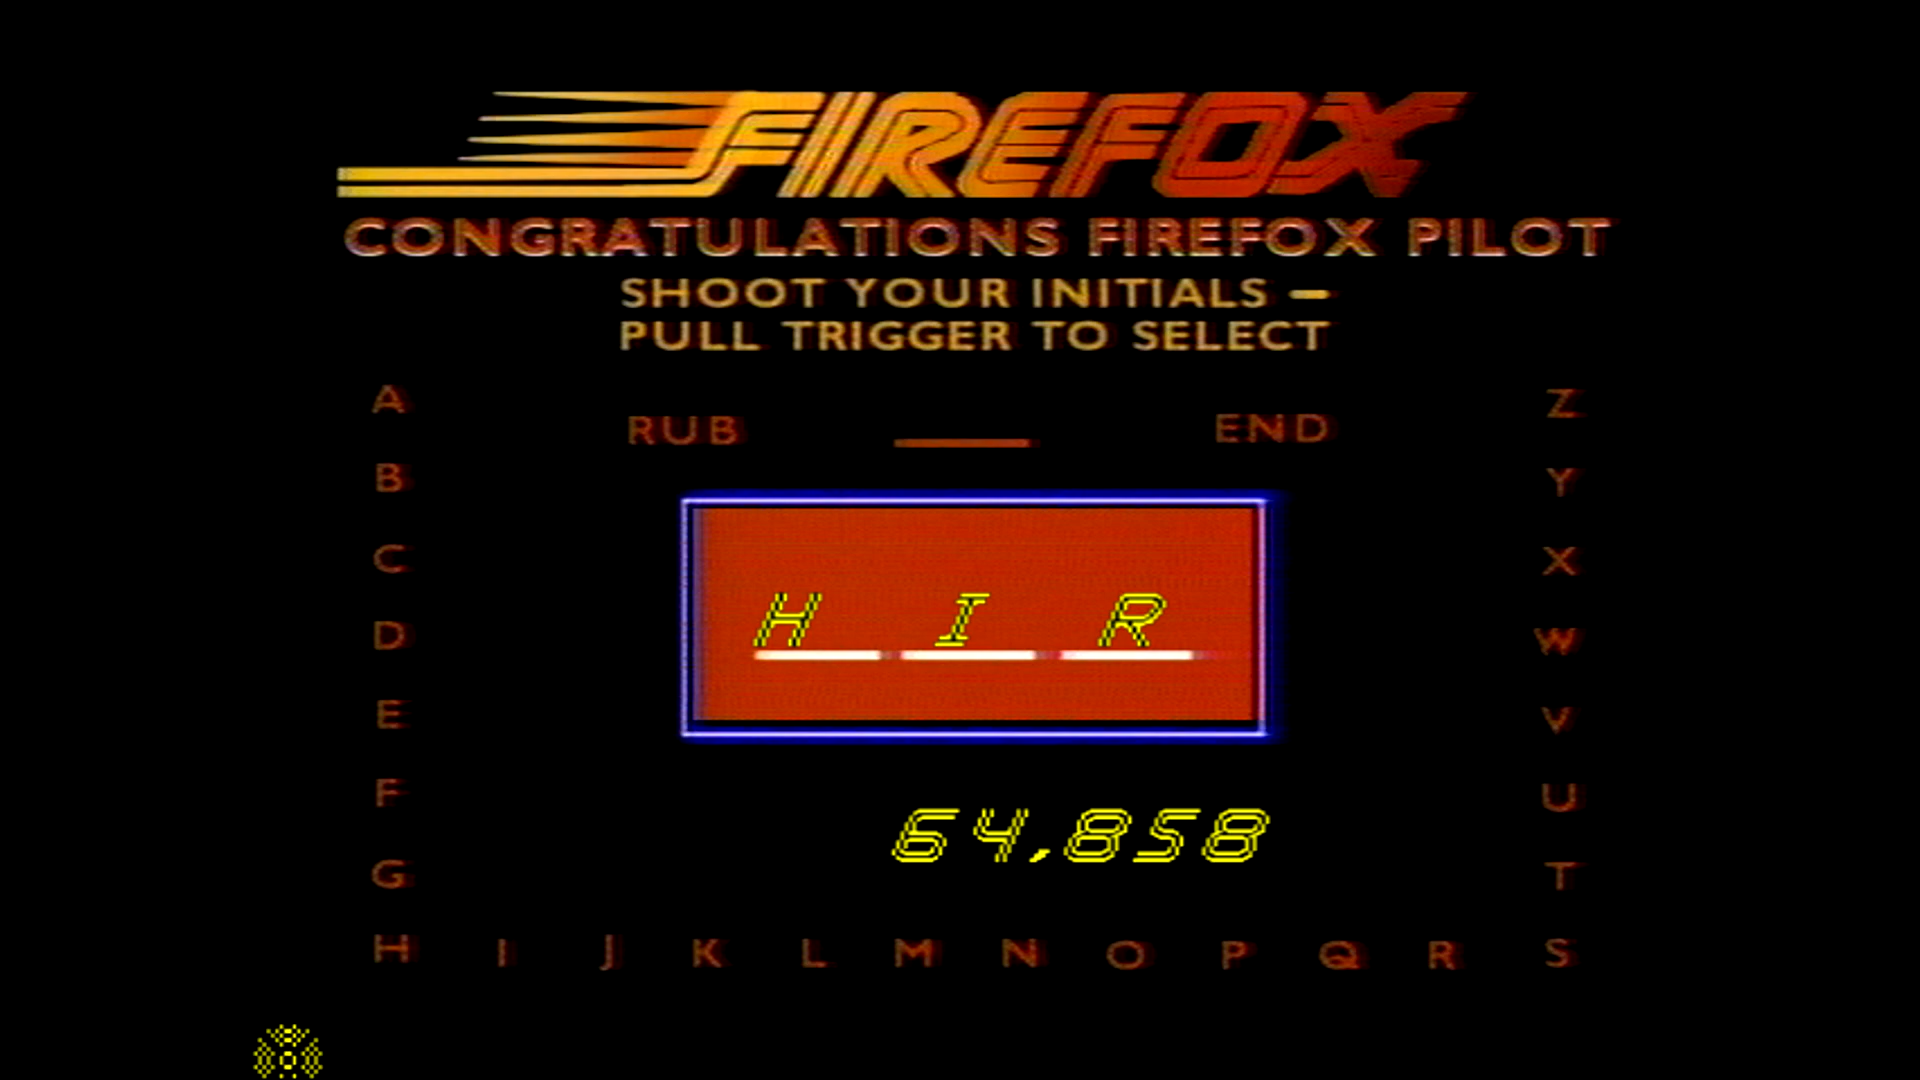 FIREFOX
CONGRATULATIONS FIREFOX PILOT
SHOOT YOUR INITIALS –
PULL TRIGGER TO SELECT
A Z
RUB END
B Y
C X
H I R
D W
E V
F U
64,858
G T
H I J K L M N O P Q R S